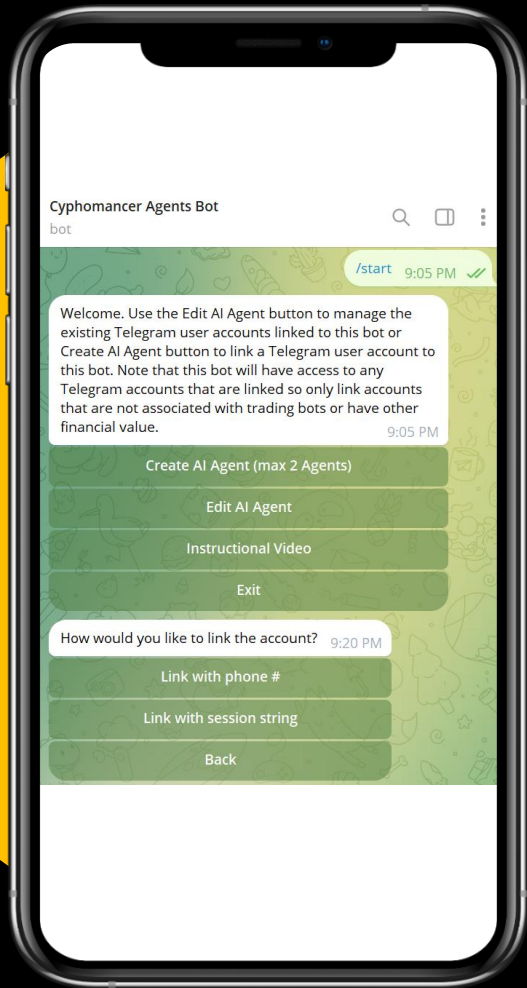 Cyphomancer Agents Bot
bot
/start 9:05 PM
Welcome. Use the Edit AI Agent button to manage the
existing Telegram user accounts linked to this bot or
Create AI Agent button to link a Telegram user account to
this bot. Note that this bot will have access to any
Telegram accounts that are linked so only link accounts
that are not associated with trading bots or have other
financial value.
9:05 PM
Create AI Agent (max 2 Agents)
Edit AI Agent
Instructional Video
Exit
How would you like to link the account? 9:20 PM
Link with phone #
Link with session string
Back